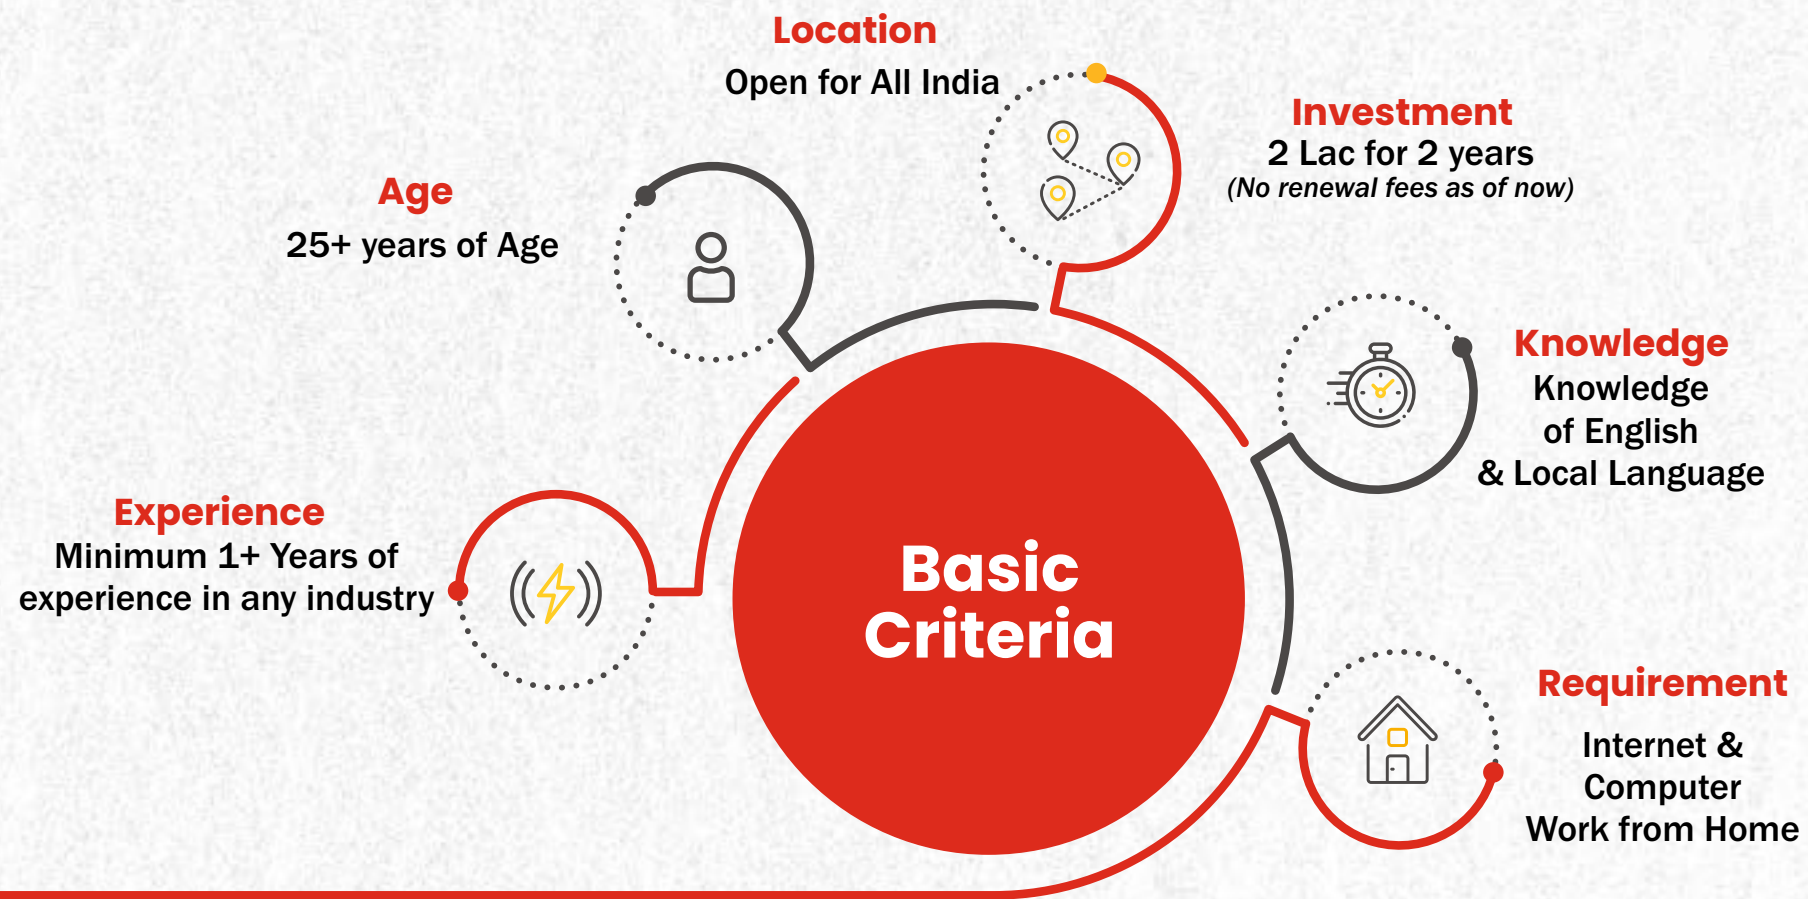 Location
Open for All India
Investment
2 Lac for 2 years
(No renewal fees as of now)
Age
25+ years of Age
Knowledge
Knowledge
of English
& Local Language
Experience
Minimum 1+ Years of
experience in any industry
Basic
Criteria
Requirement
Internet &
Computer
Work from Home